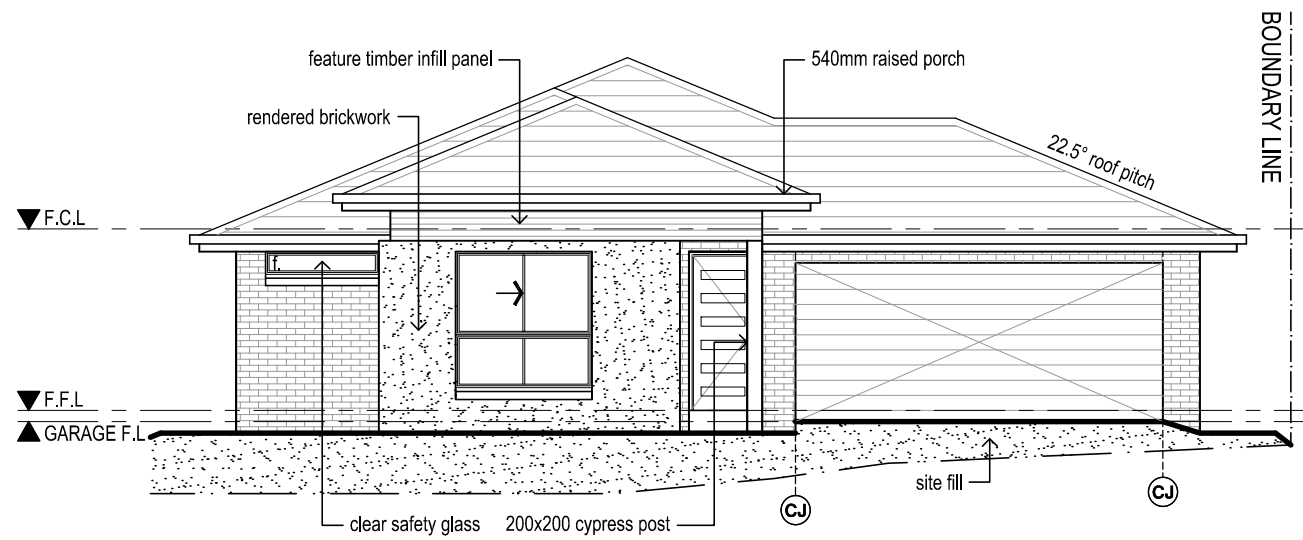 feature timber infill panel
540mm raised porch
BOUNDARY LINE
rendered brickwork
22.5° roof pitch
F.C.L
f.
F.F.L
GARAGE F.L
site fill
CJ
CJ
clear safety glass
200x200 cypress post